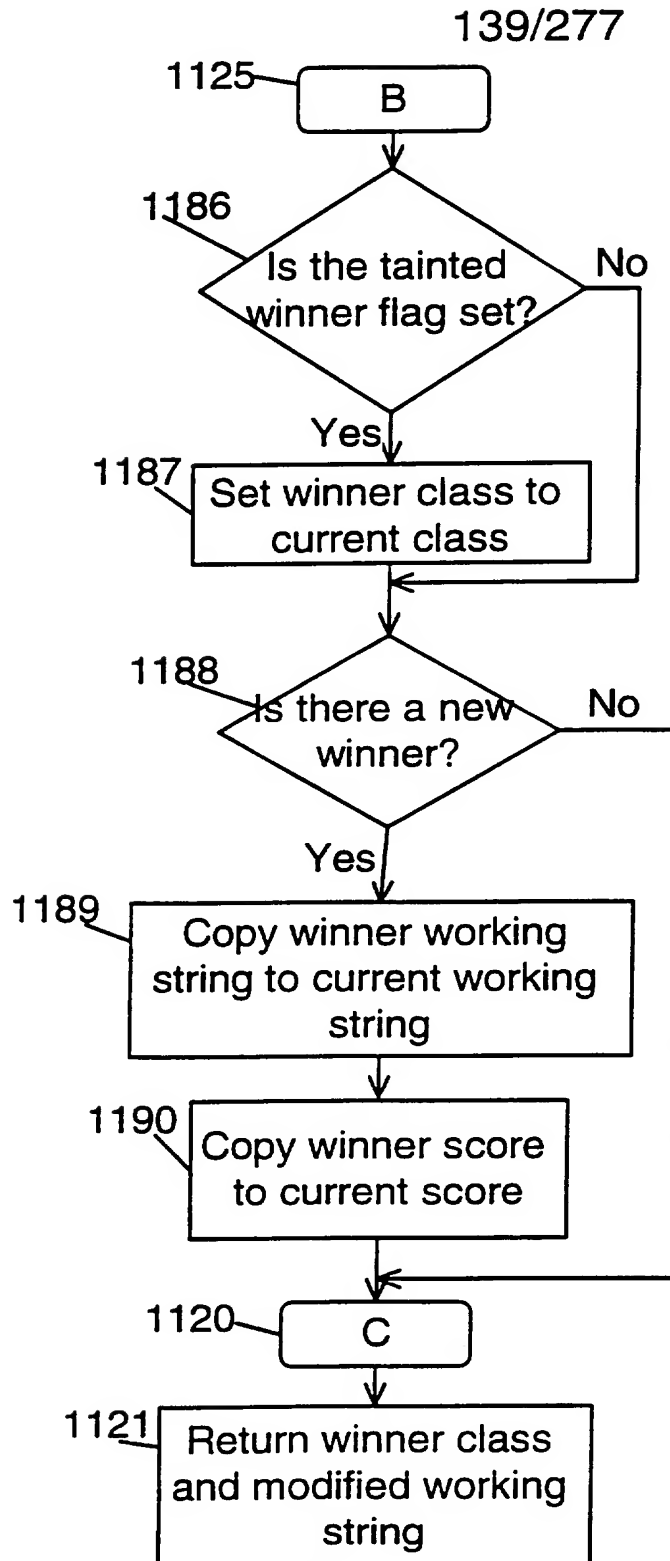 139/277
1125
B
1186
Is the tainted
winner flag set?
No
Yes
1187
Set winner class to
current class
1188
Is there a new
winner?
No
Yes
1189
Copy winner working
string to current working
string
1190
Copy winner score
to current score
1120
C
1121
Return winner class
and modified working
string